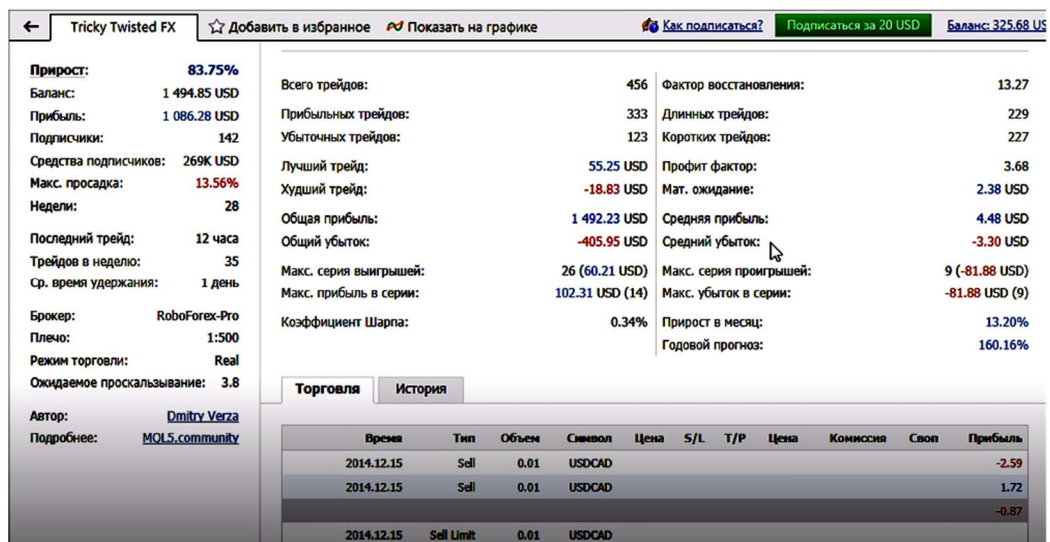 Tricky Twisted FX Добавить в избранное Показать на графике Как подписаться? Подписаться за 20 USD Баланс: 325.68 US
Прирост: 83.75%
Баланс: 1 494.85 USD
Прибыль: 1 086.28 USD
Подписчики: 142
Средства подписчиков: 269K USD
Макс. просадка: 13.56%
Недели: 28
Последний трейд: 12 часа
Трейдов в неделю: 35
Ср. время удержания: 1 день
Брокер: RoboForex-Pro
Плечо: 1:500
Режим торговли: Real
Ожидаемое проскальзывание: 3.8
Автор: Dmitry Verza
Подробнее: MQL5.community
Всего трейдов: 456
Прибыльных трейдов: 333
Убыточных трейдов: 123
Лучший трейд: 55.25 USD
Худший трейд: -18.83 USD
Общая прибыль: 1 492.23 USD
Общий убыток: -405.95 USD
Макс. серия выигрышей: 26 (60.21 USD)
Макс. прибыль в серии: 102.31 USD (14)
Коэффициент Шарпа: 0.34%
Фактор восстановления: 13.27
Длинных трейдов: 229
Коротких трейдов: 227
Профит фактор: 3.68
Мат. ожидание: 2.38 USD
Средняя прибыль: 4.48 USD
Средний убыток: -3.30 USD
Макс. серия проигрышей: 9 (-81.88 USD)
Макс. убыток в серии: -81.88 USD (9)
Прирост в месяц: 13.20%
Годовой прогноз: 160.16%
Торговля История
Время Тип Объем Символ Цена S/L T/P Цена Комиссия Своп Прибыль
2014.12.15 Sell 0.01 USDCAD -2.59
2014.12.15 Sell 0.01 USDCAD 1.72
-0.87
2014.12.15 Sell Limit 0.01 USDCAD